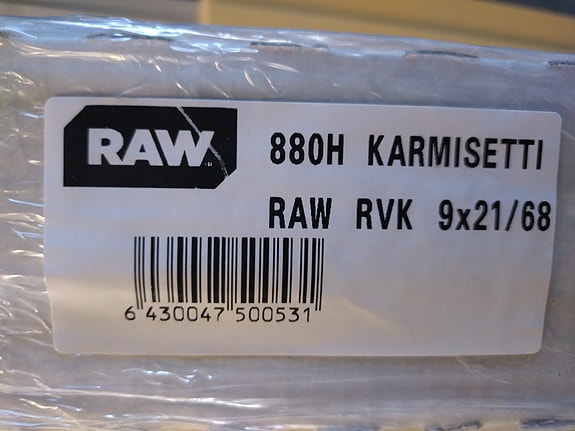 RAW
880H KARMISETTI
RAW RVK 9x21/68
6 430047 500531